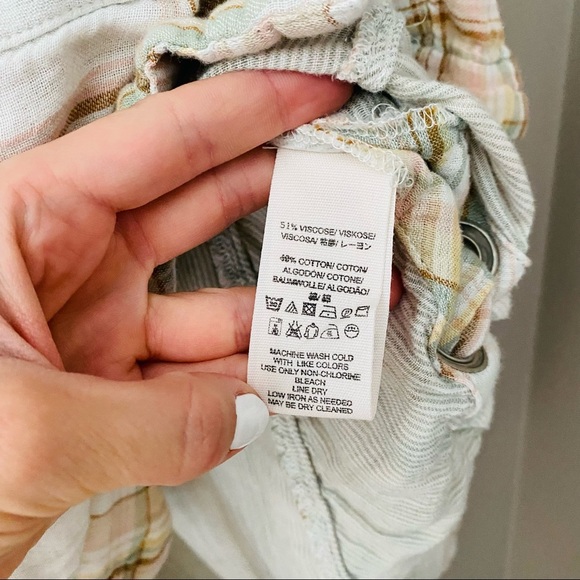 51% VISCOSE/ VISKOSE/
VISCOSA/ 粘胶/ レーヨン
COTTON/ COTON/
ALGODÓN/ COTONE/
BAUMWOLLE/ ALGODÃO/
MACHINE WASH COLD
WITH LIKE COLORS
USE ONLY NON-CHLORINE
BLEACH
LINE DRY
LOW IRON AS NEEDED
MAY BE DRY CLEANED